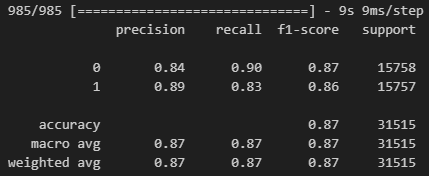 985/985 [==============================] - 9s 9ms/step
              precision    recall  f1-score   support

           0       0.84      0.90      0.87     15758
           1       0.89      0.83      0.86     15757

    accuracy                           0.87     31515
   macro avg       0.87      0.87      0.87     31515
weighted avg       0.87      0.87      0.87     31515